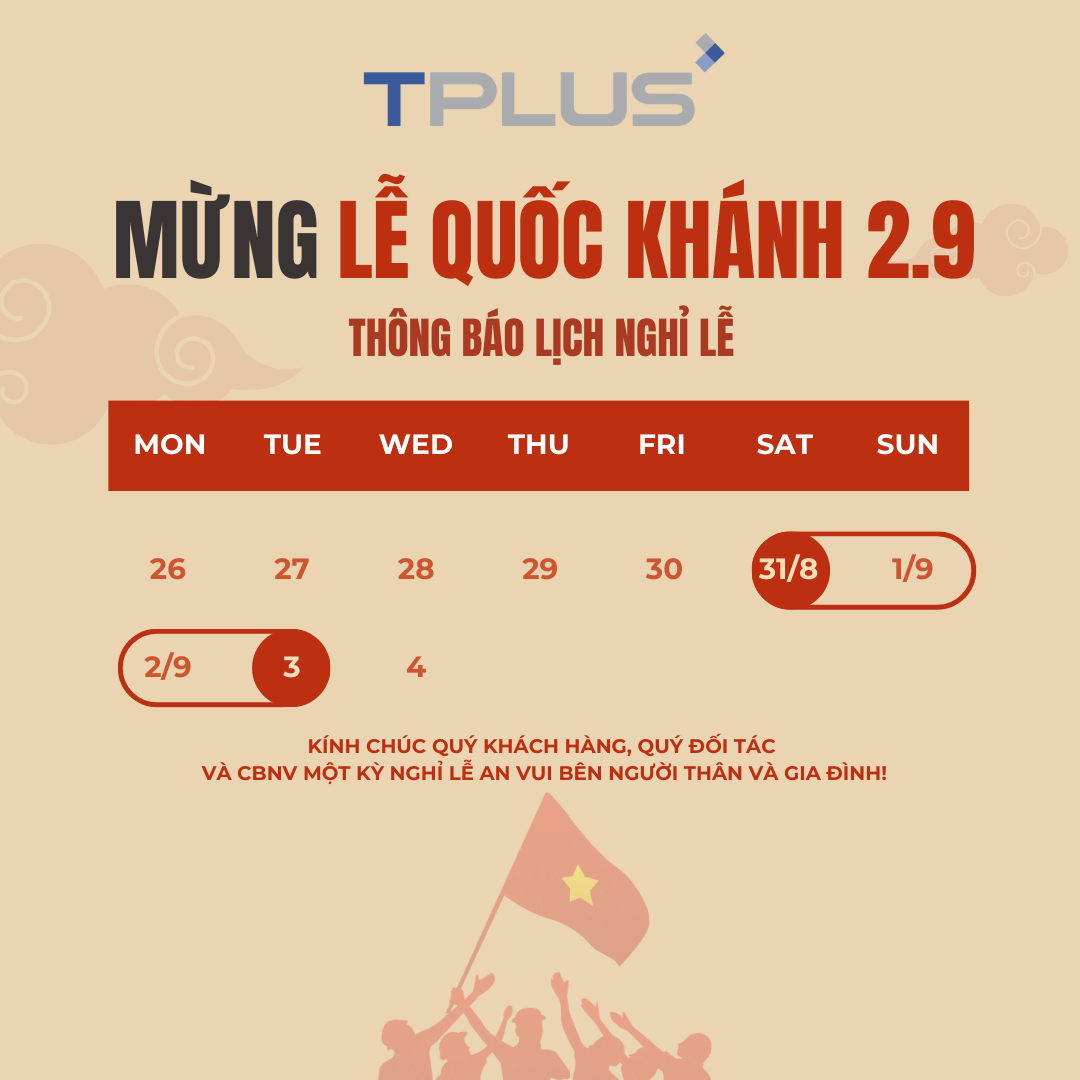 TPLUS
MỪNG LỄ QUỐC KHÁNH 2.9
THÔNG BÁO LỊCH NGHỈ LỄ
MON TUE WED THU FRI SAT SUN
26 27 28 29 30 31/8 1/9
2/9 3 4
KÍNH CHÚC QUÝ KHÁCH HÀNG, QUÝ ĐỐI TÁC
VÀ CBNV MỘT KỲ NGHỈ LỄ AN VUI BÊN NGƯỜI THÂN VÀ GIA ĐÌNH!